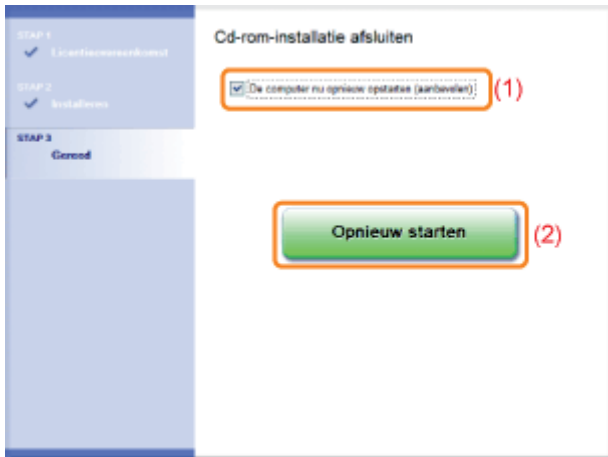 STAP 1
Licentieovereenkomst
STAP 2
Installeren
STAP 3
Gereed
Cd-rom-installatie afsluiten
De computer nu opnieuw opstarten (aanbevelen)
(1)
Opnieuw starten
(2)